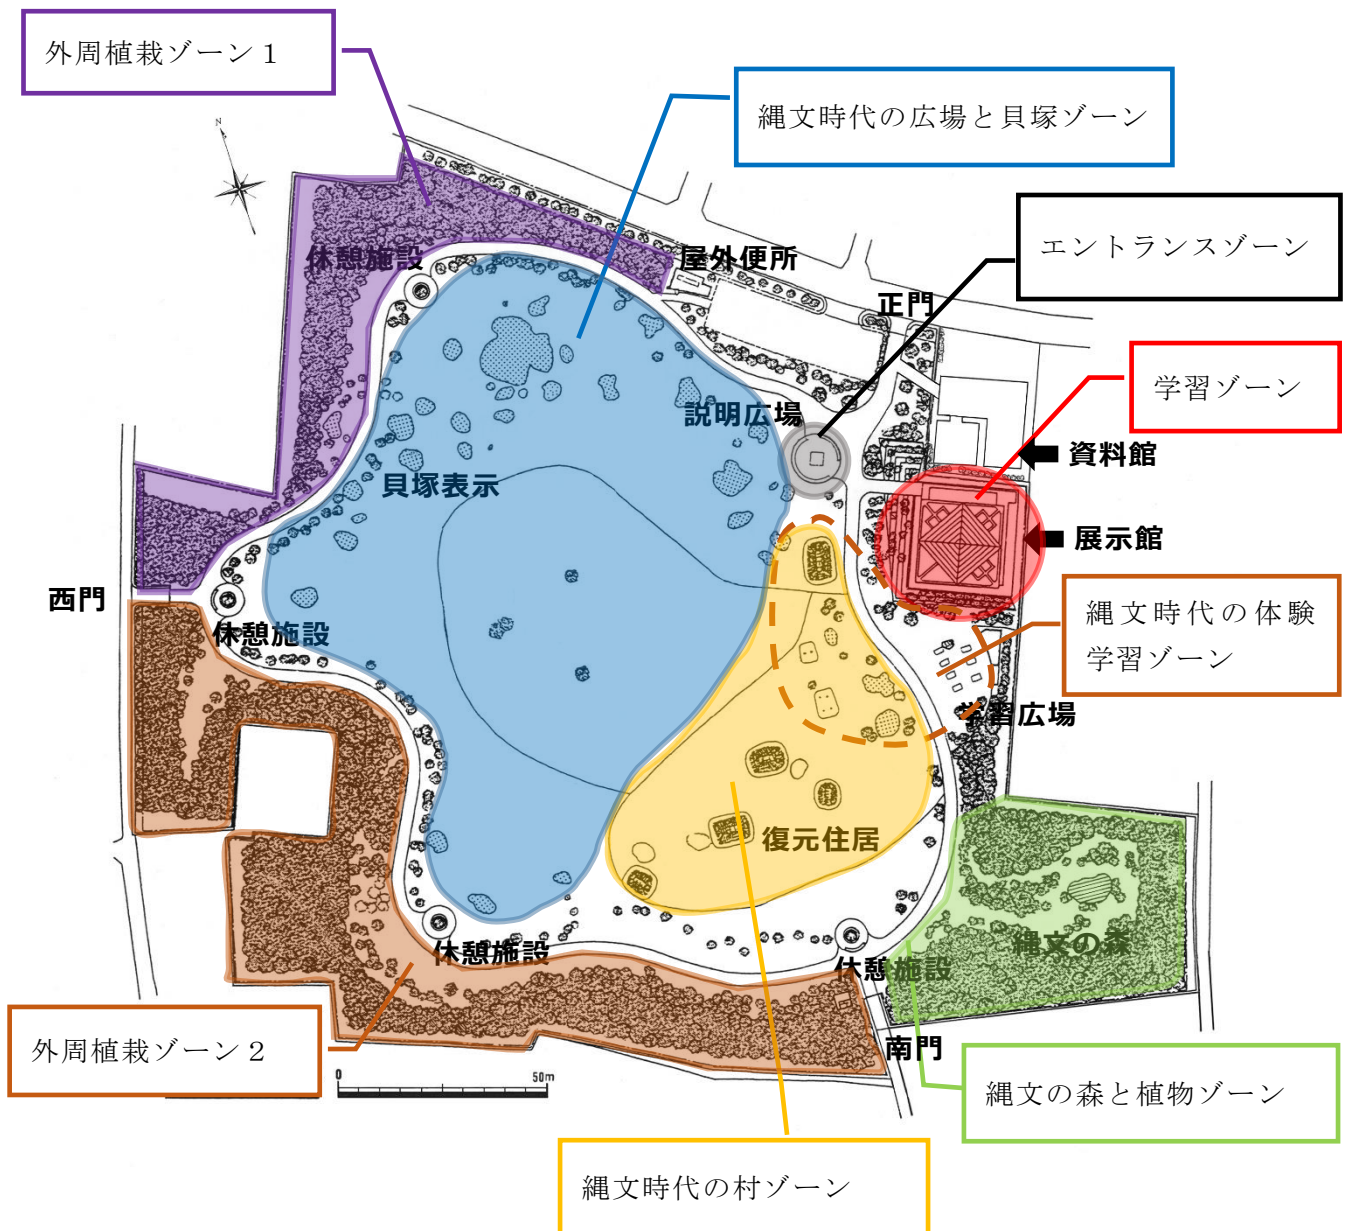 外周植栽ゾーン１
縄文時代の広場と貝塚ゾーン
N
エントランスゾーン
休憩施設
屋外便所
正門
学習ゾーン
説明広場
資料館
貝塚表示
展示館
西門
休憩施設
縄文時代の体験
学習ゾーン
学習広場
復元住居
縄文の森
休憩施設
休憩施設
外周植栽ゾーン２
南門
0
50m
縄文の森と植物ゾーン
縄文時代の村ゾーン